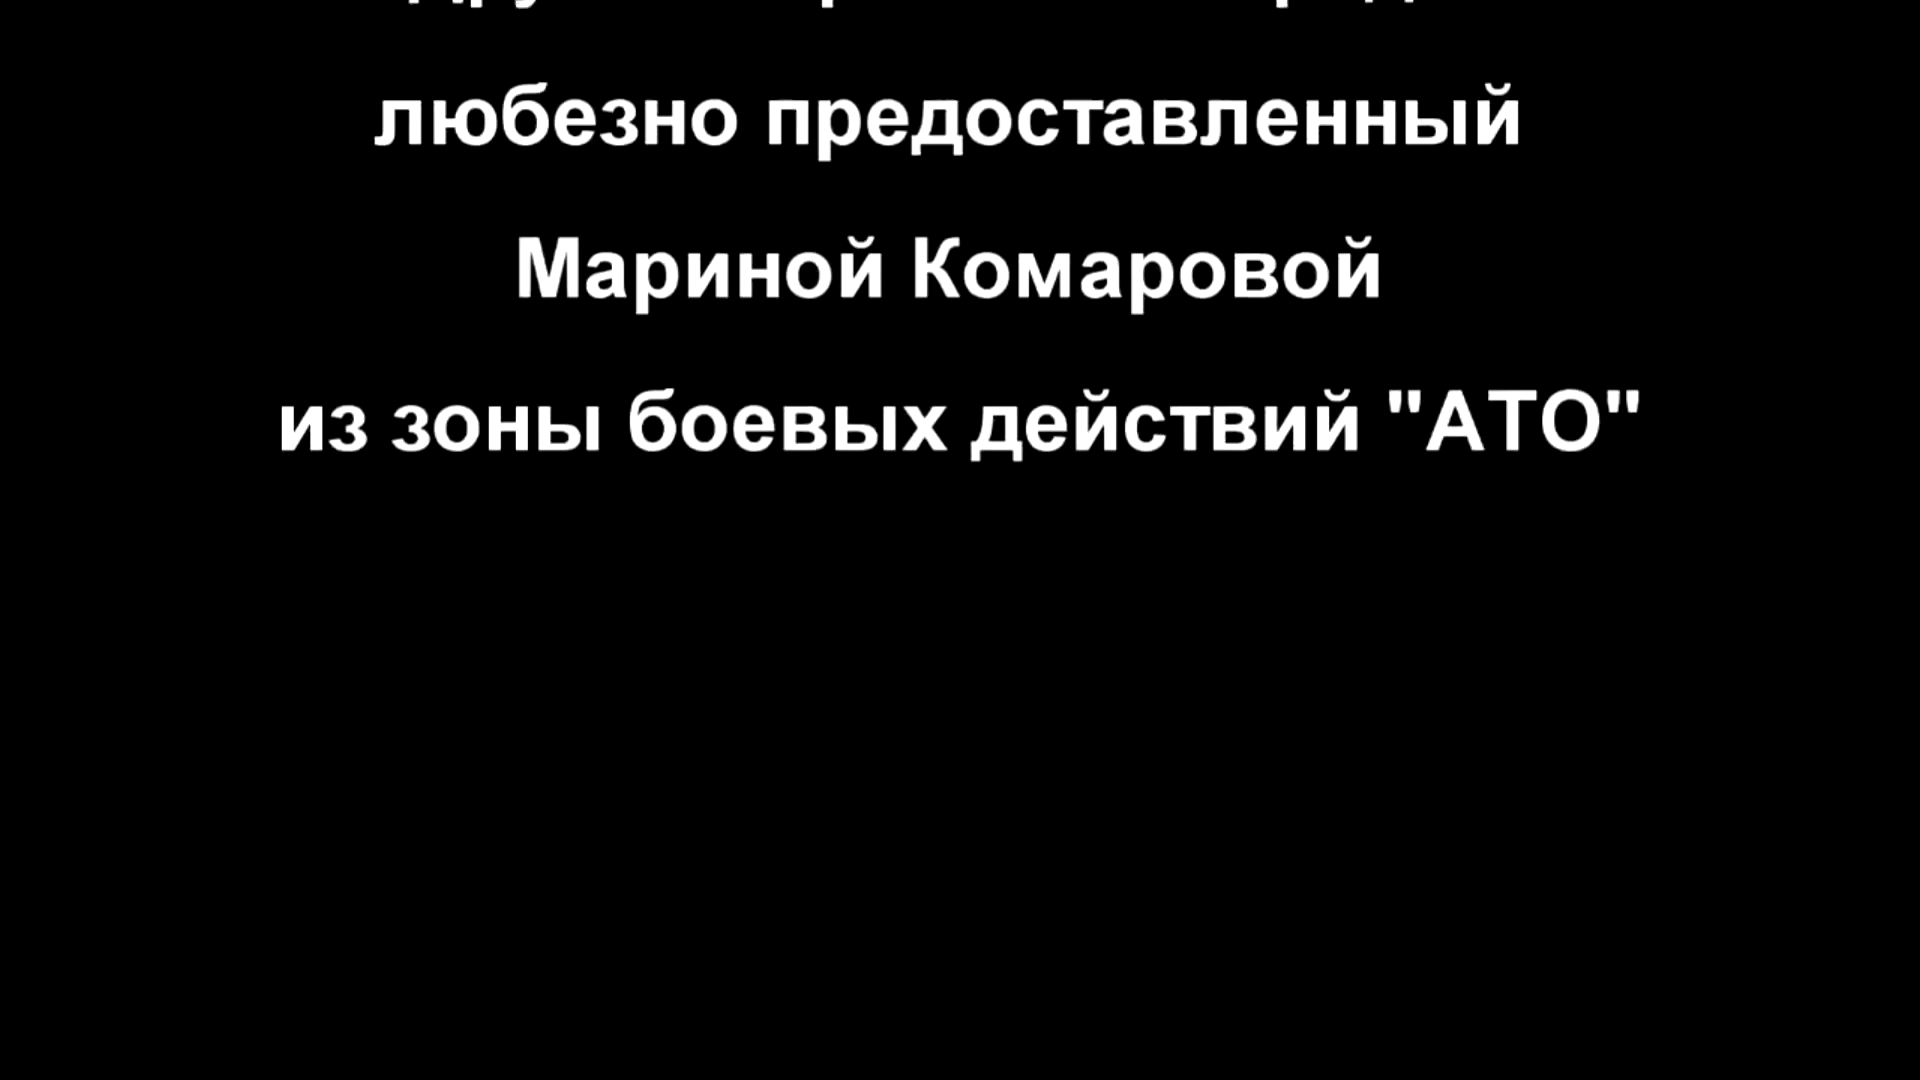 любезно предоставленный
Мариной Комаровой
из зоны боевых действий "АТО"